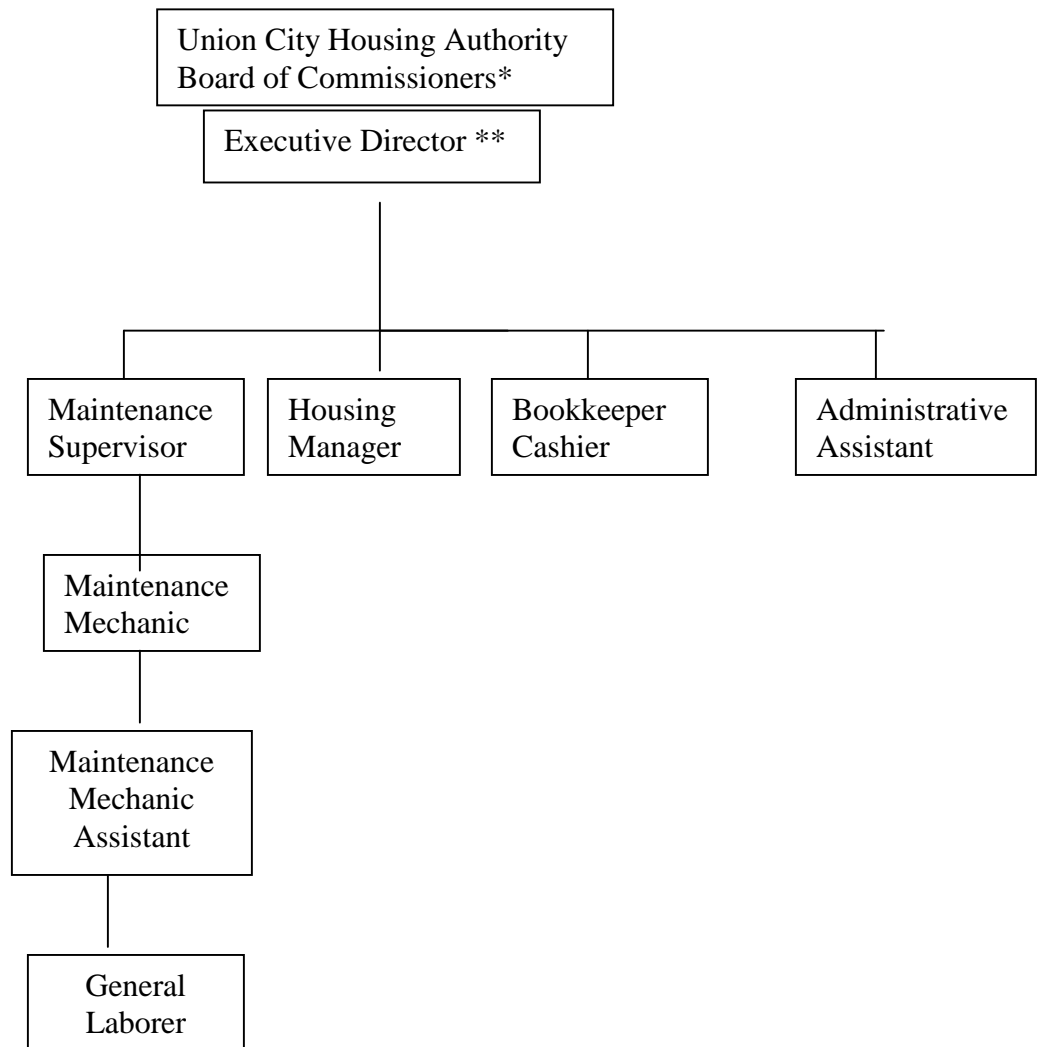 Union City Housing Authority
Board of Commissioners*
Executive Director **
Maintenance
Supervisor
Housing
Manager
Bookkeeper
Cashier
Administrative
Assistant
Maintenance
Mechanic
Maintenance
Mechanic
Assistant
General
Laborer